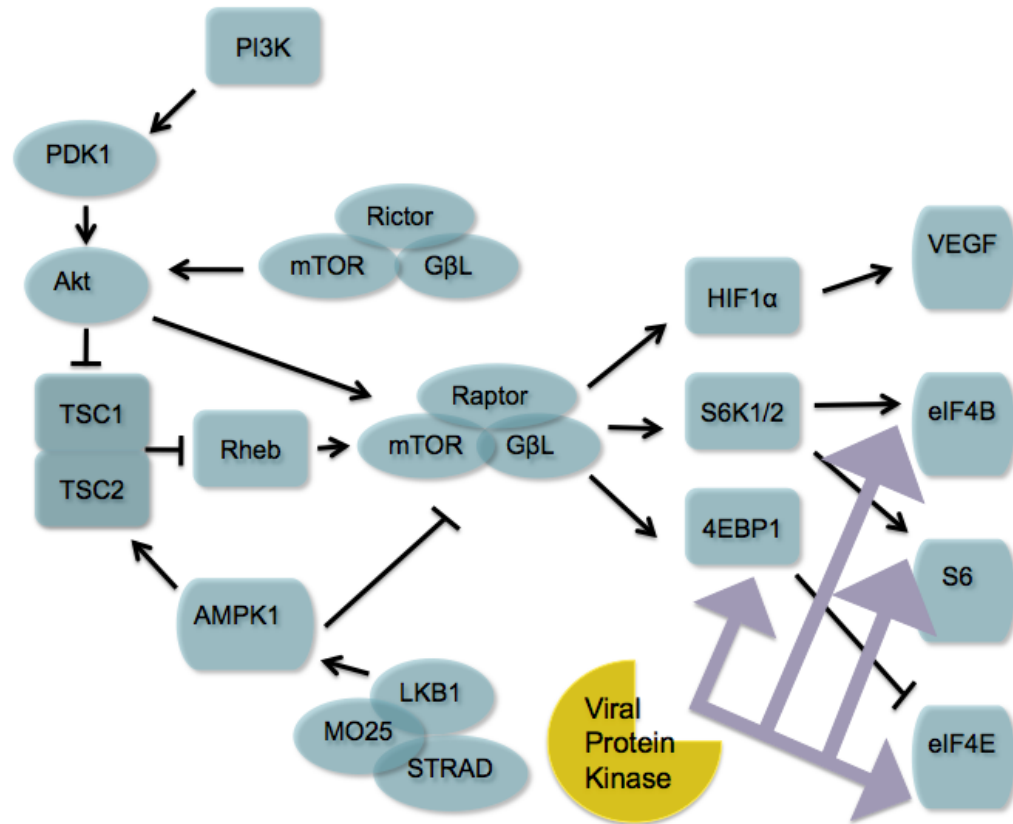 PI3K
PDK1
Rictor
mTOR
GβL
Akt
VEGF
HIF1α
TSC1
TSC2
Rheb
Raptor
mTOR
GβL
S6K1/2
eIF4B
4EBP1
S6
AMPK1
LKB1
MO25
STRAD
Viral
Protein
Kinase
eIF4E